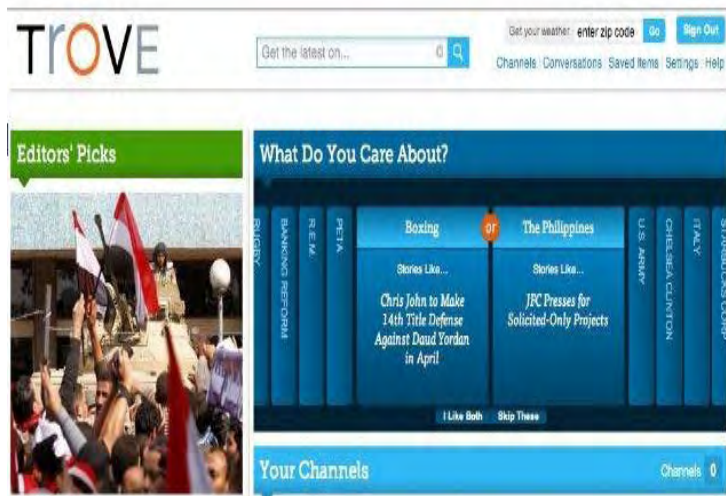 TROVE
Get the latest on...
Get your weather: enter zip code Go Sign Out
Channels Conversations Saved Items Settings Help
Editors' Picks
What Do You Care About?
RUGBY
BANKING REFORM
R.E.M.
PETA
Boxing
Stories Like...
Chris John to Make
14th Title Defense
Against Daud Yordan
in April
or
The Philippines
Stories Like...
JFC Presses for
Solicited-Only Projects
U.S. ARMY
CHELSEA CLINTON
ITALY
I Like Both Skip These
Your Channels
Channels 0